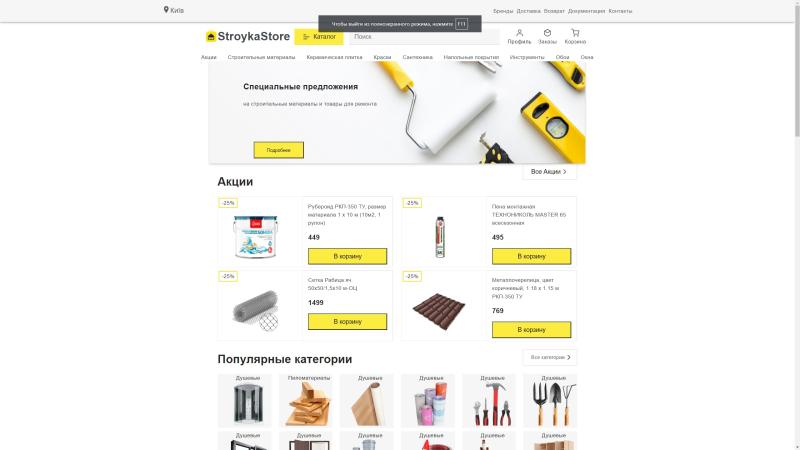 Київ
Бренды Доставка Возврат Документация Контакты
Чтобы выйти из полноэкранного режима, нажмите F11
StroykaStore
Каталог
Поиск
Профиль Заказы Корзина
Акции Строительные материалы Керамическая плитка Краски Сантехника Напольные покрытия Инструменты Обои Окна
Специальные предложения
на строительные материалы и товары для ремонта
Подробнее
Акции
Все Акции
-25%
Рубероид РКП-350 ТУ, размер
материала 1 х 10 м (10м2, 1
рулон)
449
В корзину
-25%
Пена монтажная
ТЕХНОНИКОЛЬ MASTER 65
всесезонная
495
В корзину
-25%
Сетка Рабица яч.
50х50/1,5х10 м-ОЦ
1499
В корзину
-25%
Металлочерепица, цвет
коричневый, 1.18 х 1.15 м
РКП-350 ТУ
769
В корзину
Популярные категории
Все категории
Душевые Пиломатериалы Душевые Душевые Душевые Душевые
Душевые Душевые Душевые Душевые Душевые Душевые